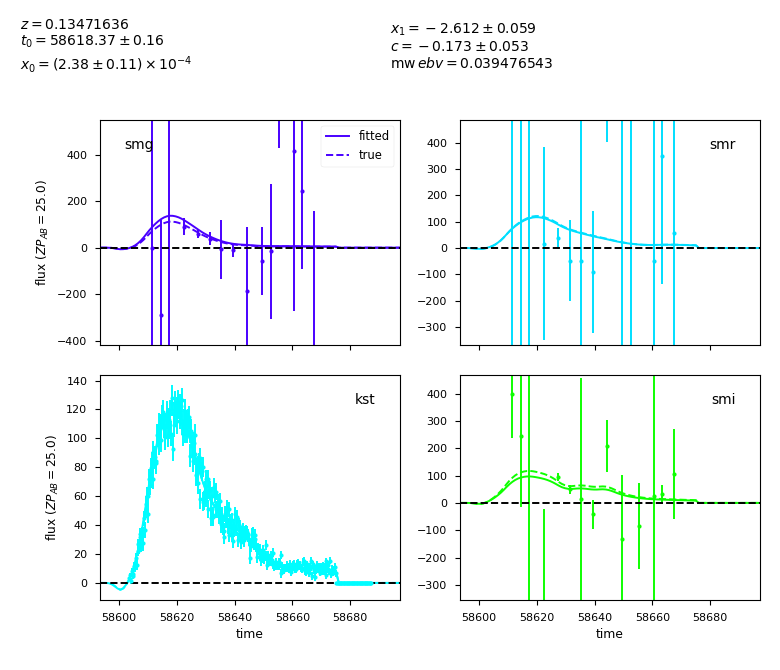 z = 0.13471636
t₀ = 58618.37 ± 0.16
x₀ = (2.38 ± 0.11) × 10⁻⁴
x₁ = −2.612 ± 0.059
c = −0.173 ± 0.053
mw ebv = 0.039476543
smg
fitted
true
400
200
0
−200
−400
flux (ZP_AB = 25.0)
smr
400
300
200
100
0
−100
−200
−300
kst
140
120
100
80
60
40
20
0
flux (ZP_AB = 25.0)
58600 58620 58640 58660 58680
time
smi
400
300
200
100
0
−100
−200
−300
58600 58620 58640 58660 58680
time